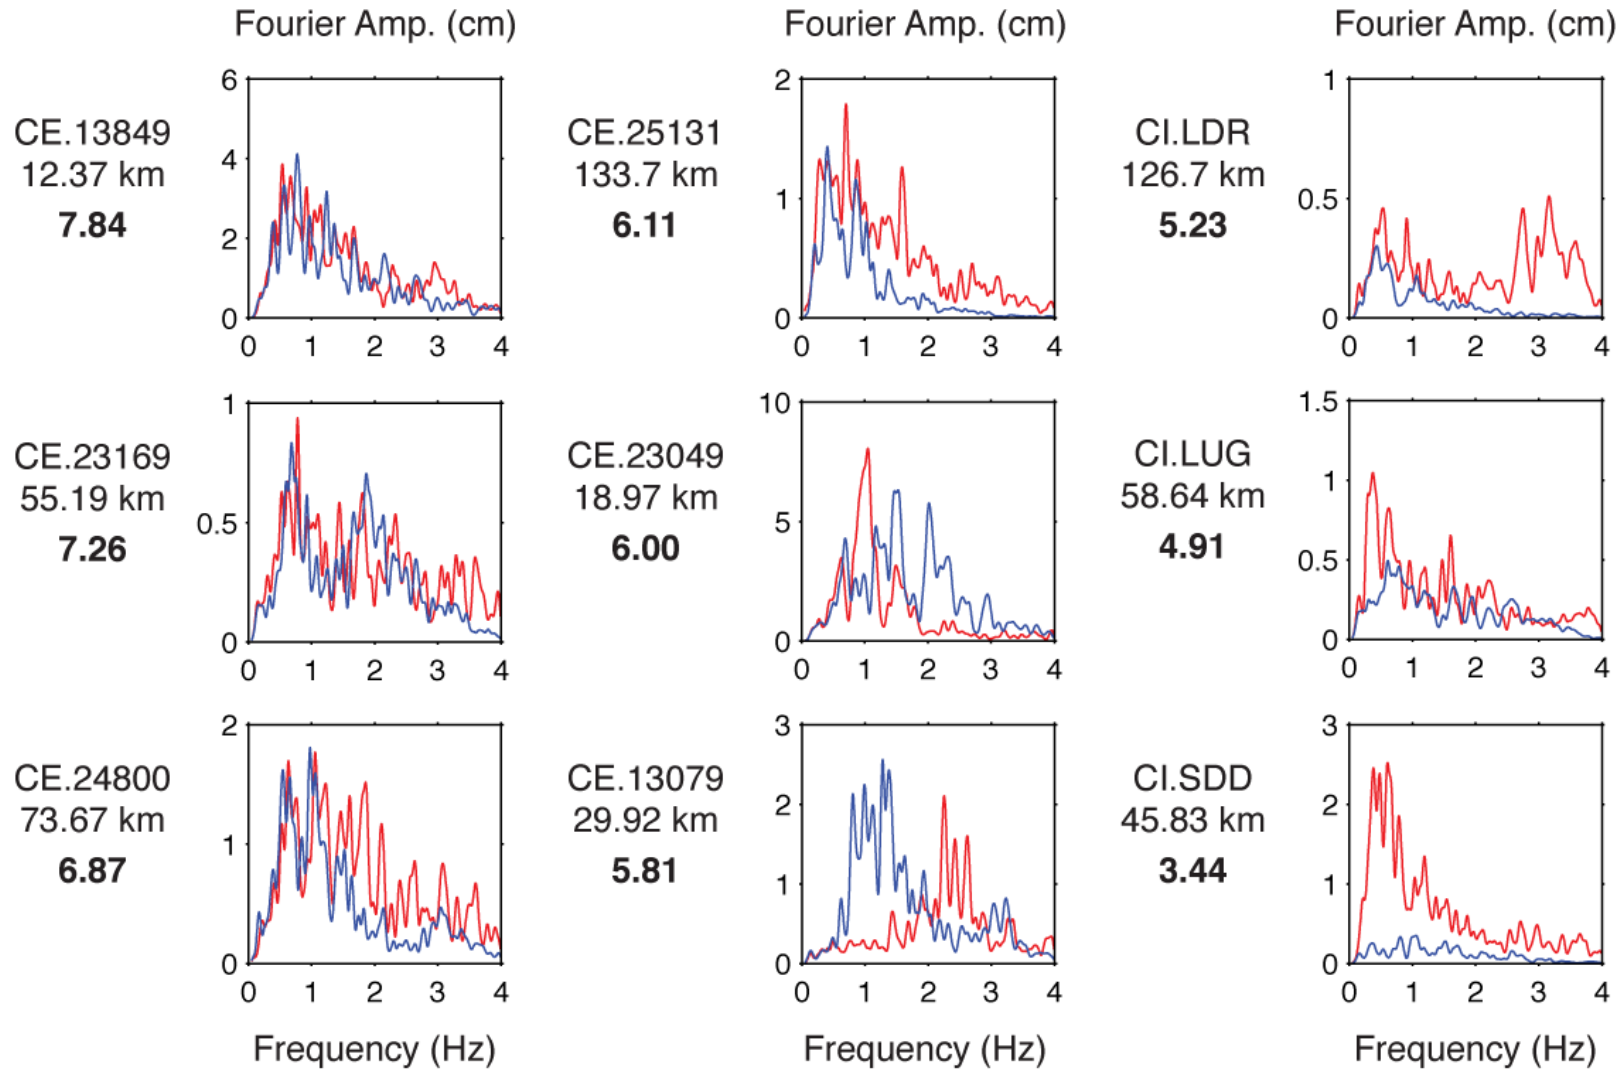 Fourier Amp. (cm)
Fourier Amp. (cm)
Fourier Amp. (cm)
CE.13849
12.37 km
7.84
6
4
2
0
0 1 2 3 4
CE.25131
133.7 km
6.11
2
1
0
0 1 2 3 4
CI.LDR
126.7 km
5.23
1
0.5
0
0 1 2 3 4
CE.23169
55.19 km
7.26
1
0.5
0
0 1 2 3 4
CE.23049
18.97 km
6.00
10
5
0
0 1 2 3 4
CI.LUG
58.64 km
4.91
1.5
1
0.5
0
0 1 2 3 4
CE.24800
73.67 km
6.87
2
1
0
0 1 2 3 4
CE.13079
29.92 km
5.81
3
2
1
0
0 1 2 3 4
CI.SDD
45.83 km
3.44
3
2
1
0
0 1 2 3 4
Frequency (Hz)
Frequency (Hz)
Frequency (Hz)